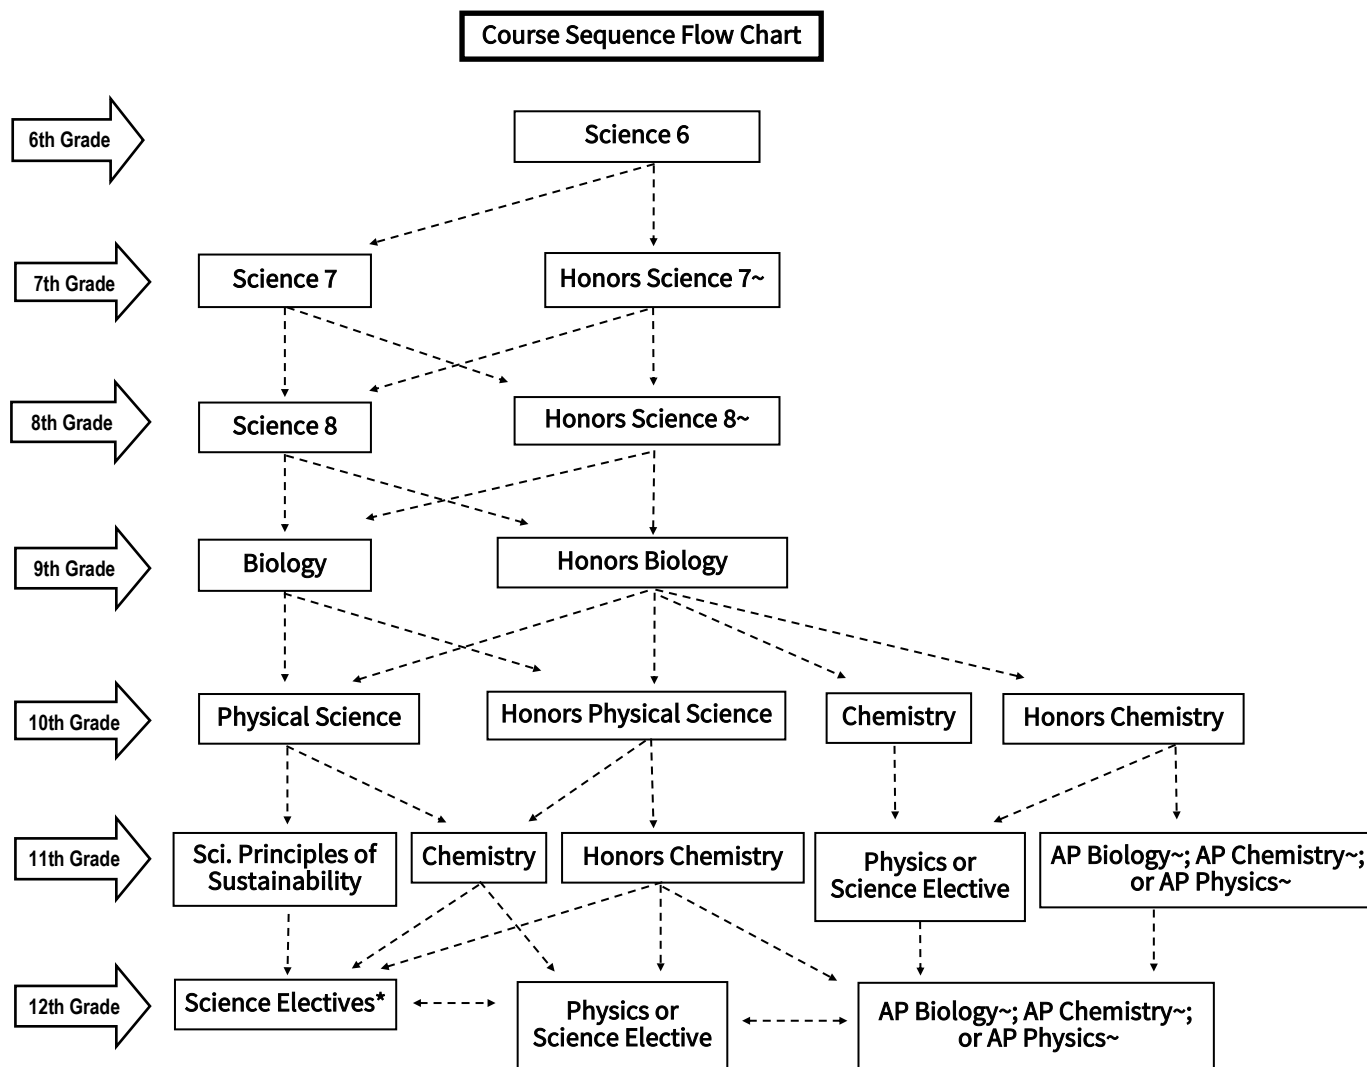 Course Sequence Flow Chart
6th Grade
Science 6
7th Grade
Science 7
Honors Science 7~
8th Grade
Science 8
Honors Science 8~
9th Grade
Biology
Honors Biology
10th Grade
Physical Science
Honors Physical Science
Chemistry
Honors Chemistry
11th Grade
Sci. Principles of
Sustainability
Chemistry
Honors Chemistry
Physics or
Science Elective
AP Biology~; AP Chemistry~;
or AP Physics~
12th Grade
Science Electives*
Physics or
Science Elective
AP Biology~; AP Chemistry~;
or AP Physics~